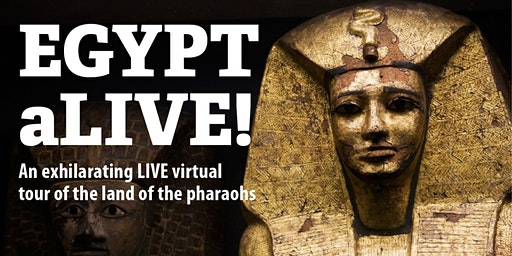 EGYPT
aLIVE!
An exhilarating LIVE virtual
tour of the land of the pharaohs